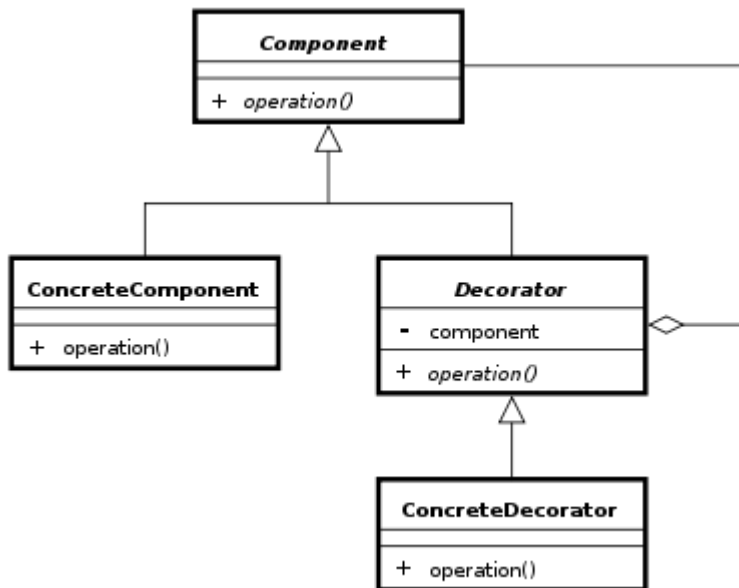 Component
+ operation()
ConcreteComponent
+ operation()
Decorator
- component
+ operation()
ConcreteDecorator
+ operation()